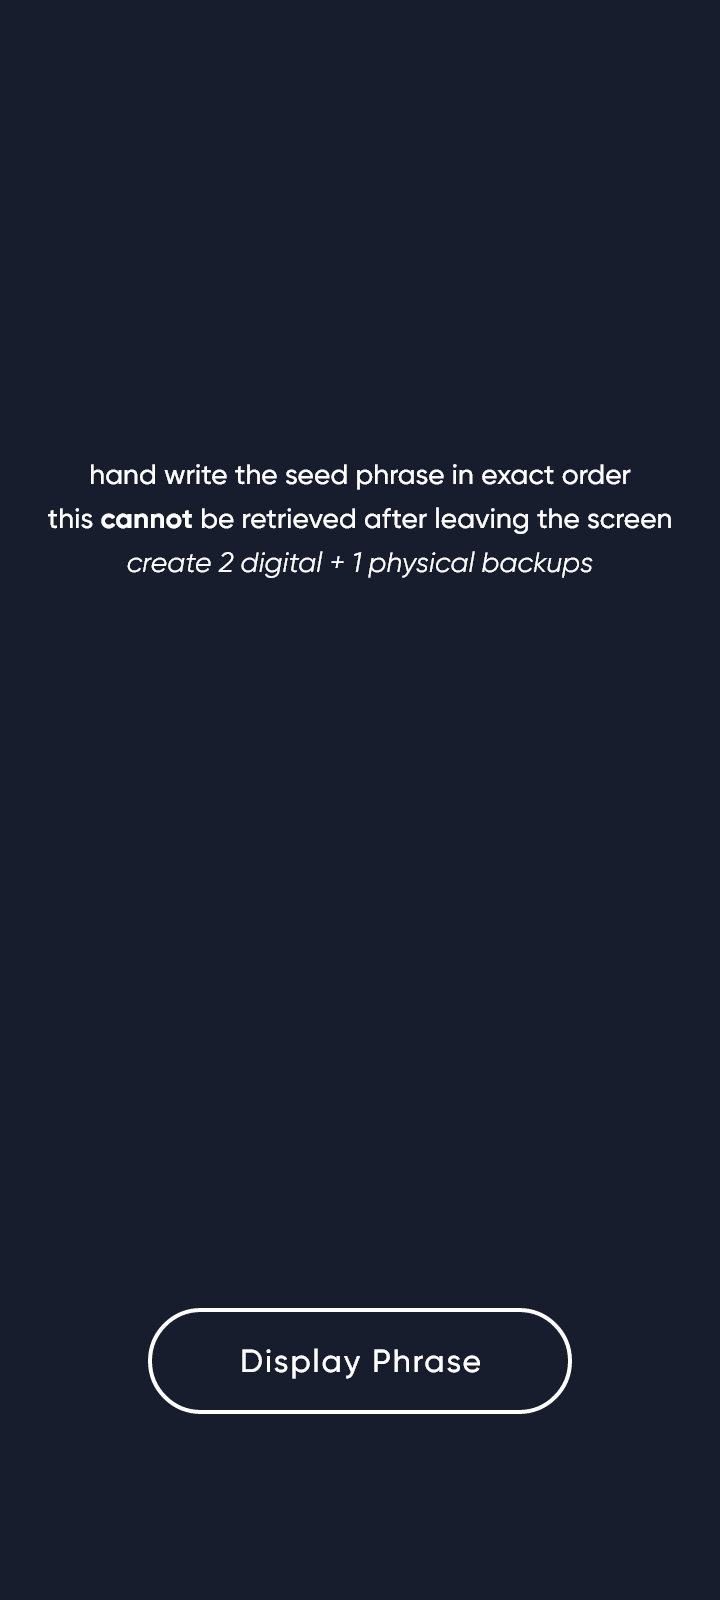 hand write the seed phrase in exact order
this cannot be retrieved after leaving the screen
create 2 digital + 1 physical backups
Display Phrase